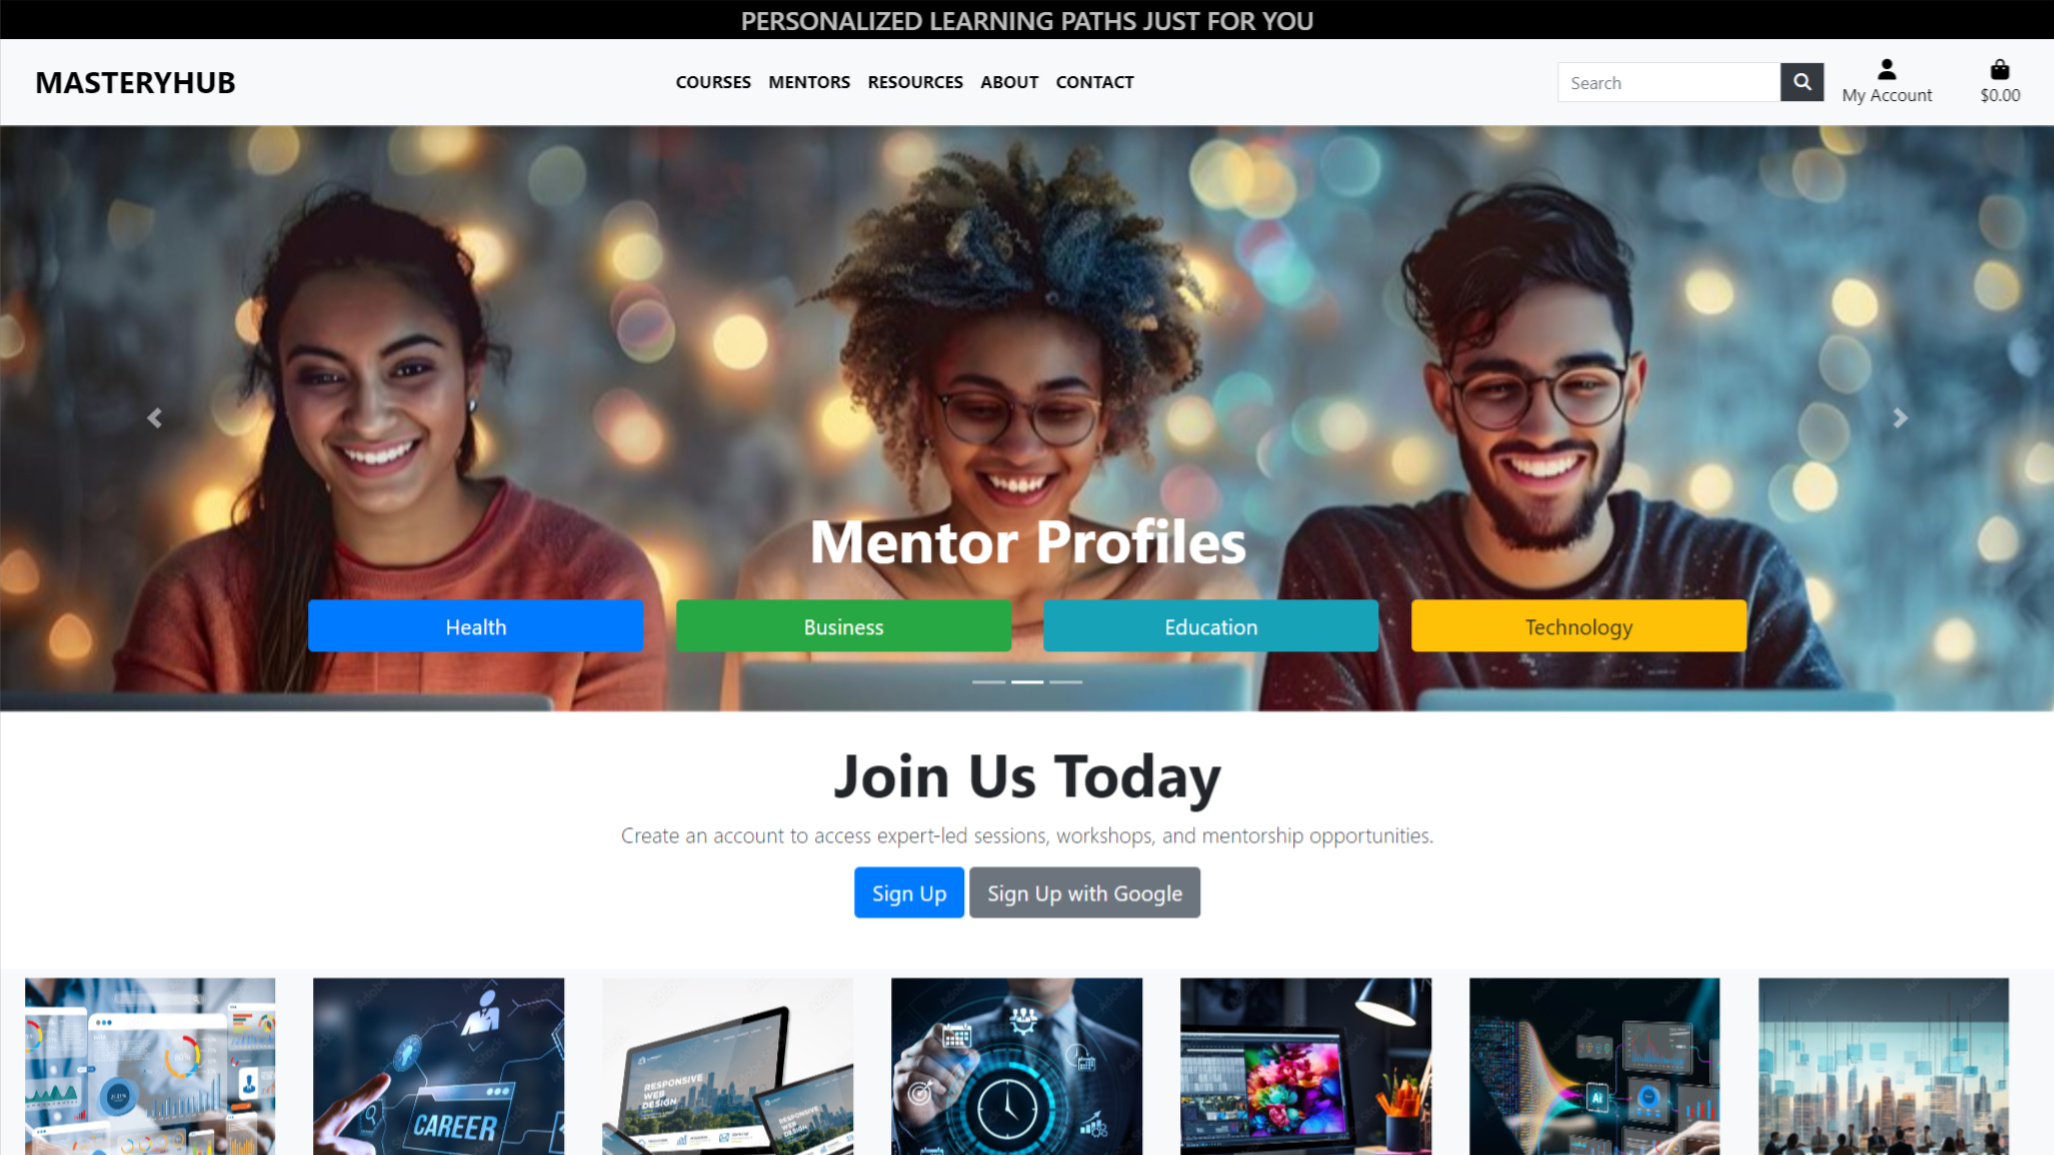 PERSONALIZED LEARNING PATHS JUST FOR YOU
MASTERYHUB
COURSES MENTORS RESOURCES ABOUT CONTACT
Search
My Account
$0.00
Mentor Profiles
Health
Business
Education
Technology
Join Us Today
Create an account to access expert-led sessions, workshops, and mentorship opportunities.
Sign Up
Sign Up with Google
CAREER
RESPONSIVE
WEB
DESIGN
RESPONSIVE
WEB
DESIGN
Ai